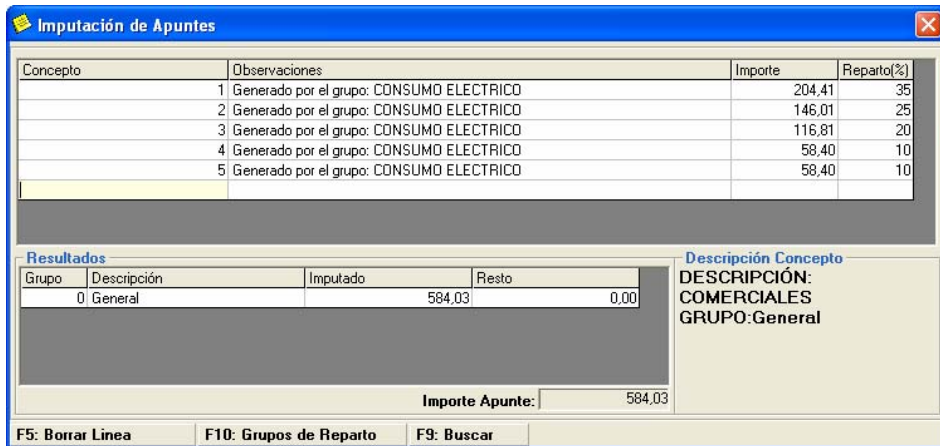 Imputación de Apuntes
Concepto Observaciones Importe Reparto(%)
1 Generado por el grupo: CONSUMO ELECTRICO 204,41 35
2 Generado por el grupo: CONSUMO ELECTRICO 146,01 25
3 Generado por el grupo: CONSUMO ELECTRICO 116,81 20
4 Generado por el grupo: CONSUMO ELECTRICO 58,40 10
5 Generado por el grupo: CONSUMO ELECTRICO 58,40 10
Resultados
Grupo Descripción Imputado Resto
0 General 584,03 0,00
Importe Apunte: 584,03
Descripción Concepto
DESCRIPCIÓN:
COMERCIALES
GRUPO:General
F5: Borrar Linea F10: Grupos de Reparto F9: Buscar